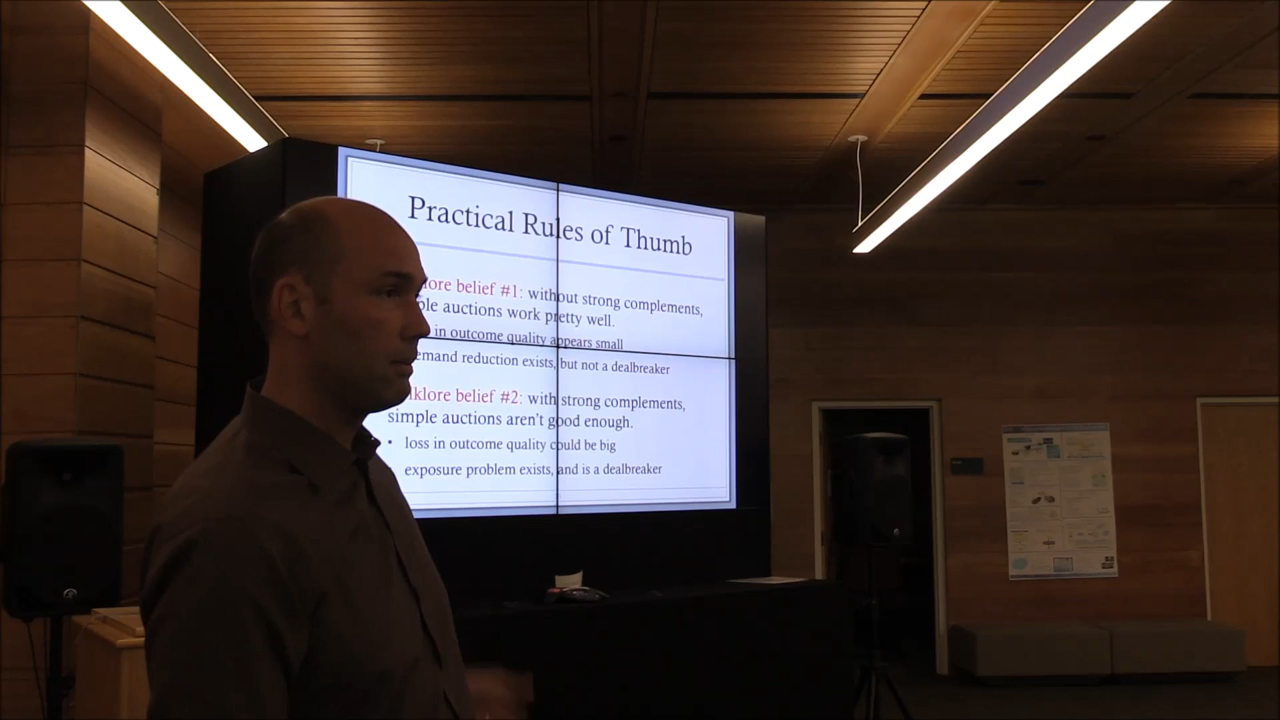 Practical Rules of Thumb
lore belief #1: without strong complements,
ple auctions work pretty well.
in outcome quality appears small
emand reduction exists, but not a dealbreaker
lklore belief #2: with strong complements,
simple auctions aren't good enough.
• loss in outcome quality could be big
exposure problem exists, and is a dealbreaker